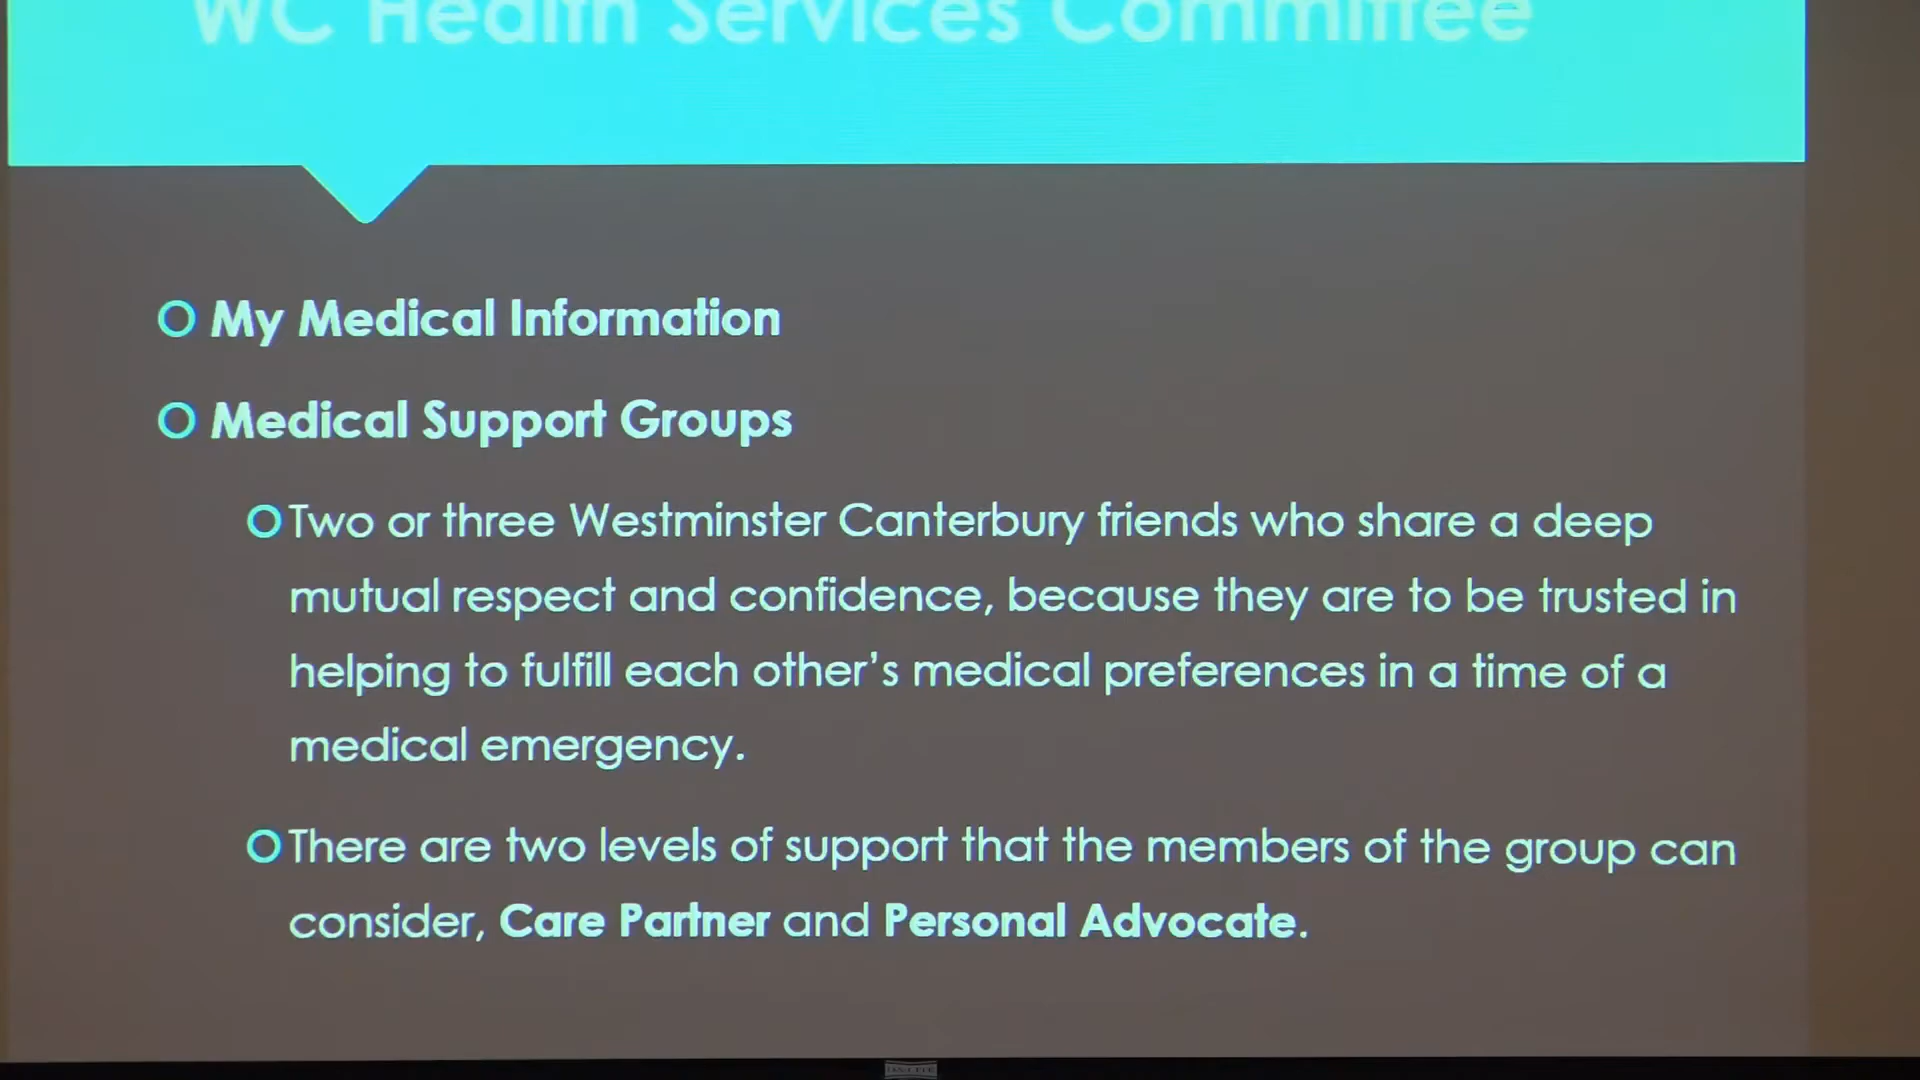 WC Health Services Committee
My Medical Information
Medical Support Groups
Two or three Westminster Canterbury friends who share a deep
mutual respect and confidence, because they are to be trusted in
helping to fulfill each other’s medical preferences in a time of a
medical emergency.
There are two levels of support that the members of the group can
consider, Care Partner and Personal Advocate.